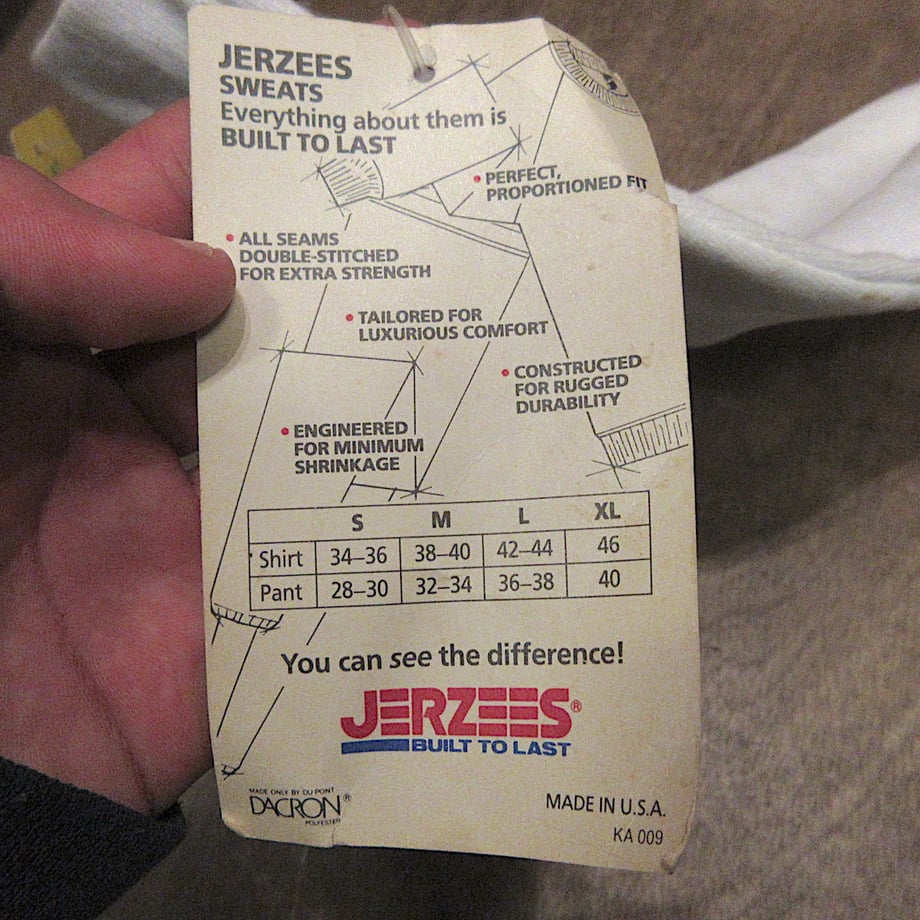 JERZEES
SWEATS
Everything about them is
BUILT TO LAST
• PERFECT,
PROPORTIONED FIT
• ALL SEAMS
DOUBLE-STITCHED
FOR EXTRA STRENGTH
• TAILORED FOR
LUXURIOUS COMFORT
• CONSTRUCTED
FOR RUGGED
DURABILITY
• ENGINEERED
FOR MINIMUM
SHRINKAGE
S M L XL
Shirt 34–36 38–40 42–44 46
Pant 28–30 32–34 36–38 40
You can see the difference!
JERZEES®
BUILT TO LAST
MADE ONLY BY DU PONT
DACRON®
POLYESTER
MADE IN U.S.A.
KA 009